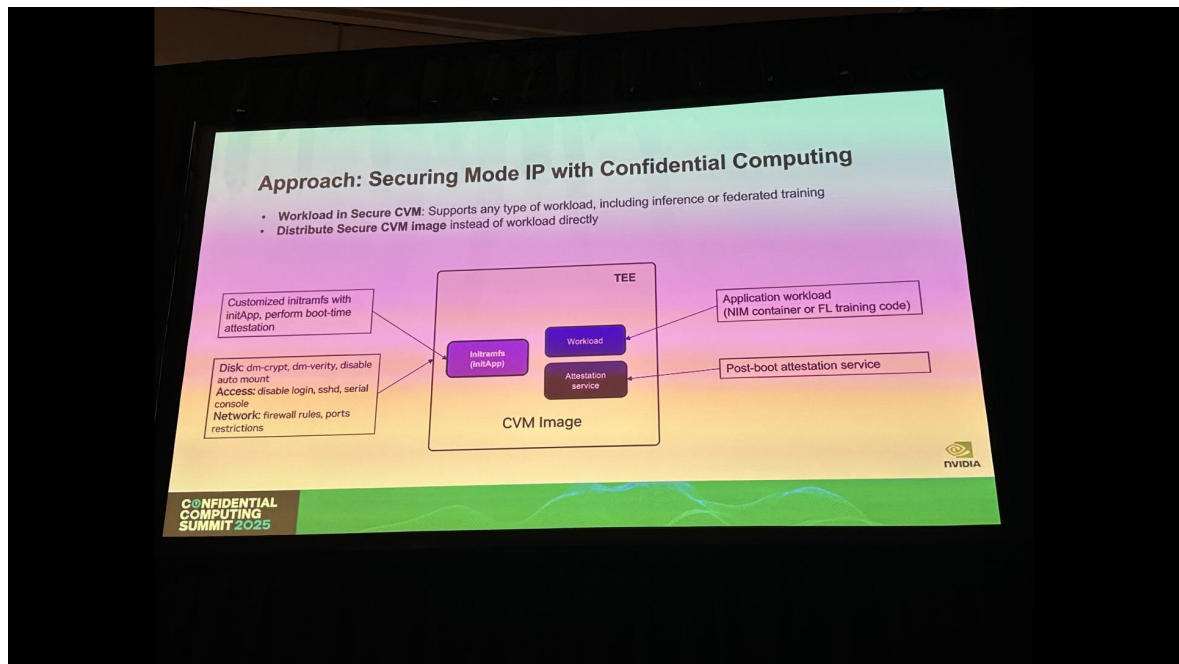 Approach: Securing Mode IP with Confidential Computing
• Workload in Secure CVM: Supports any type of workload, including inference or federated training
• Distribute Secure CVM image instead of workload directly
TEE
Customized initramfs with
initApp, perform boot-time
attestation
Disk: dm-crypt, dm-verity, disable
auto mount
Access: disable login, sshd, serial
console
Network: firewall rules, ports
restrictions
Initramfs
(InitApp)
Workload
Attestation
service
CVM Image
Application workload
(NIM container or FL training code)
Post-boot attestation service
NVIDIA
CONFIDENTIAL
COMPUTING
SUMMIT 2025